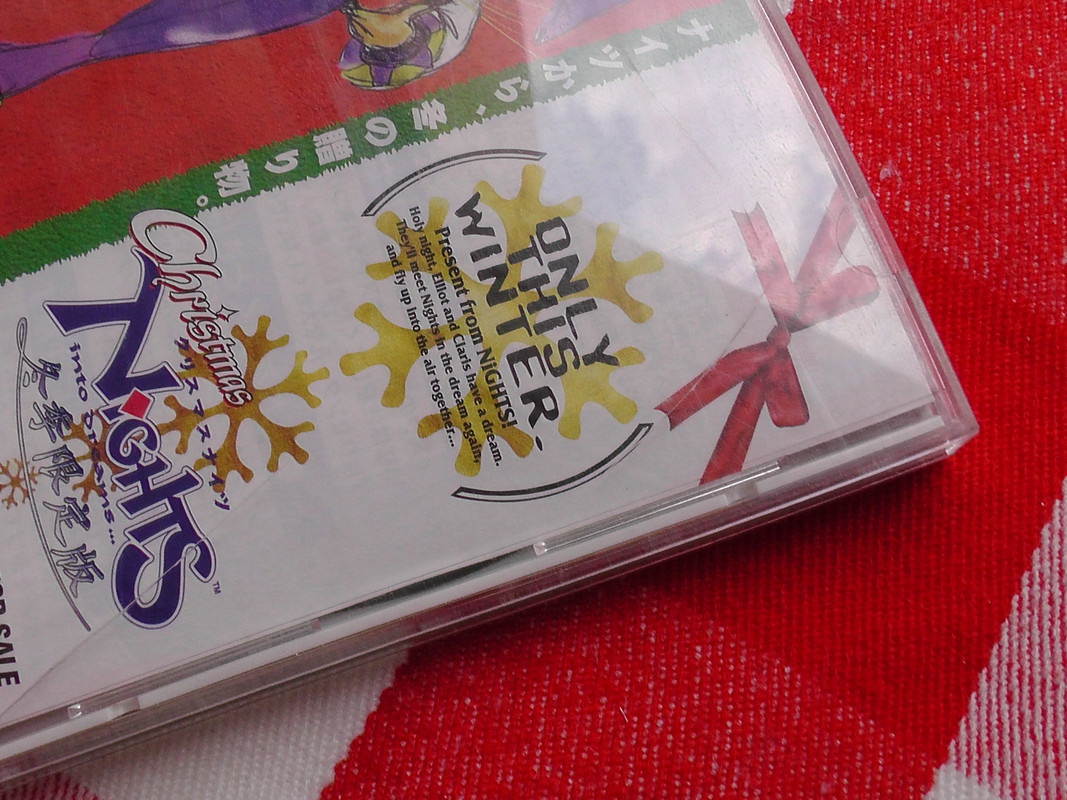 ナイツから、冬の贈り物。
ONLY
THIS
WINTER-
Present from NiGHTS!
Holy night, Elliot and Claris have a dream.
They'll meet Nights in the dream again,
and fly up into the air together...
Christmas
クリスマスナイツ
NiGHTS
into Dreams...
TM
冬季限定版
SALE